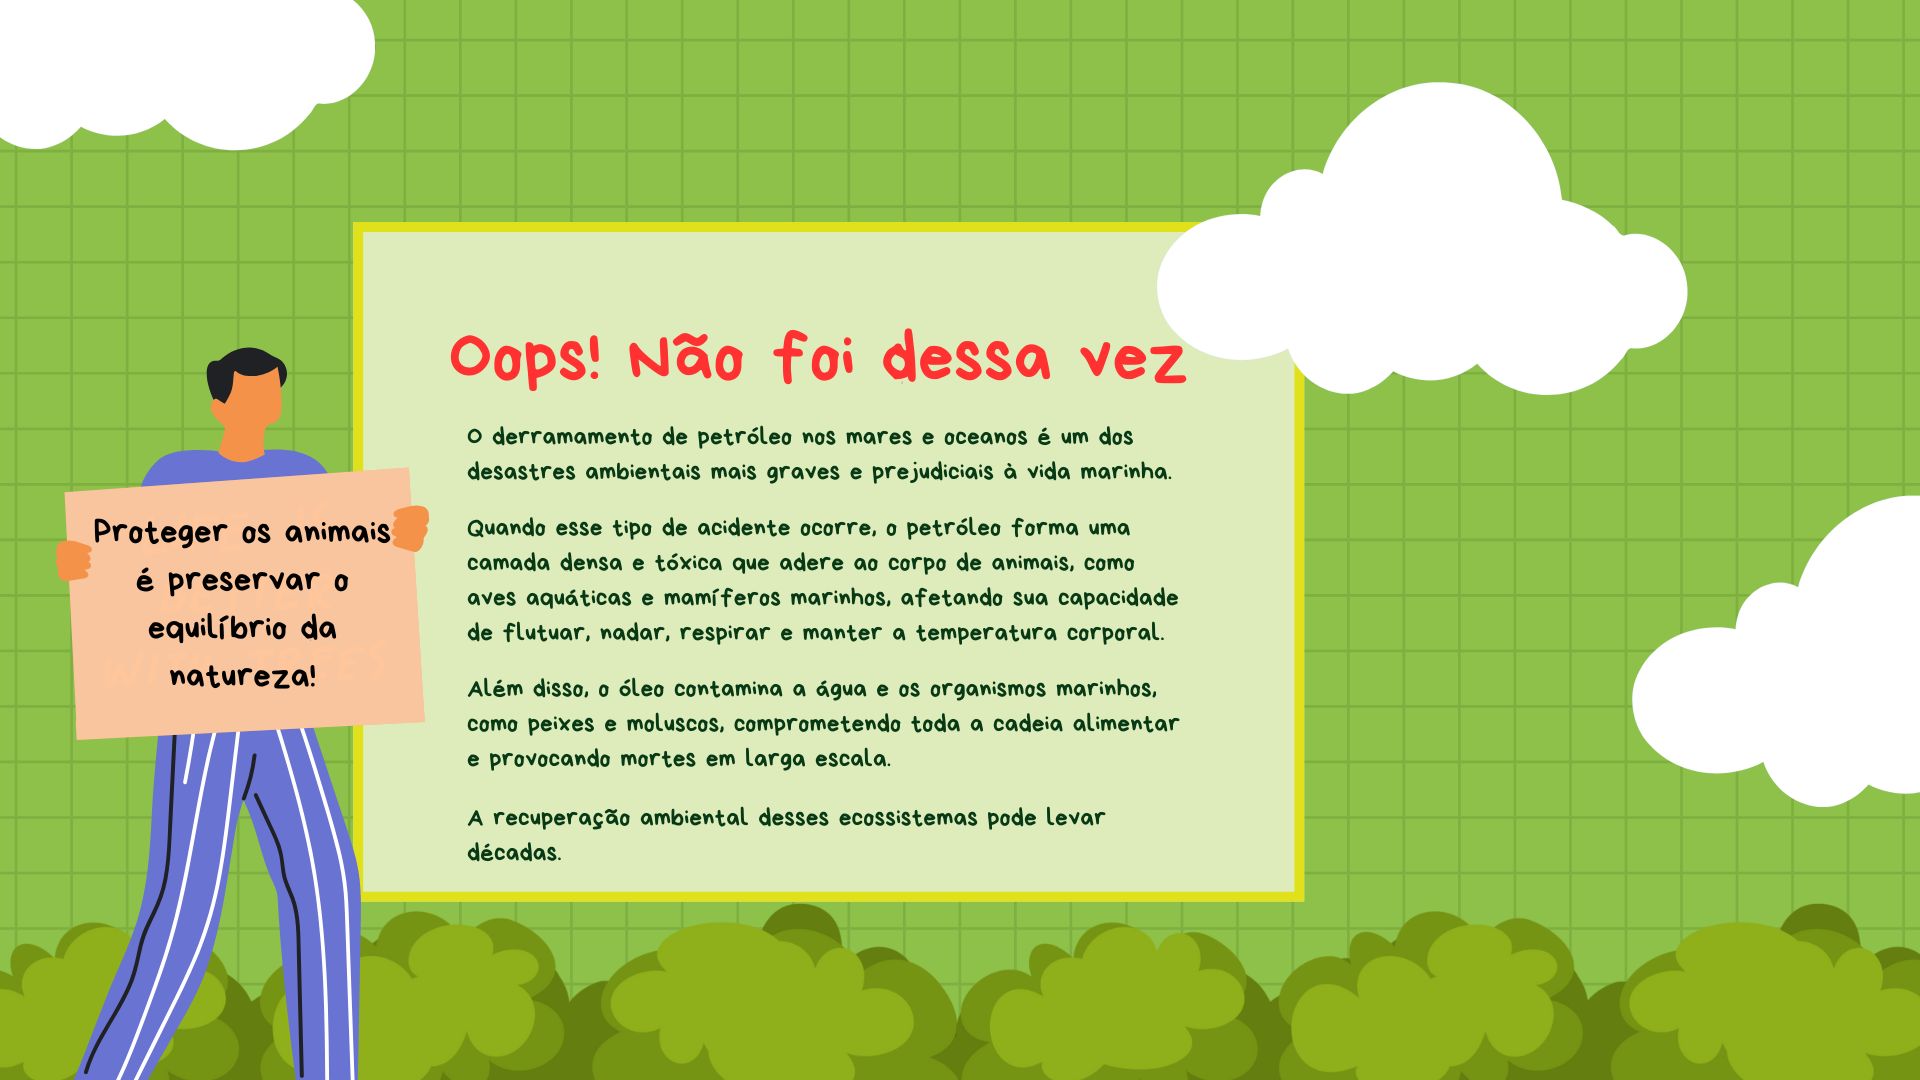 Oops! Não foi dessa vez
O derramamento de petróleo nos mares e oceanos é um dos
desastres ambientais mais graves e prejudiciais à vida marinha.
Quando esse tipo de acidente ocorre, o petróleo forma uma
camada densa e tóxica que adere ao corpo de animais, como
aves aquáticas e mamíferos marinhos, afetando sua capacidade
de flutuar, nadar, respirar e manter a temperatura corporal.
Além disso, o óleo contamina a água e os organismos marinhos,
como peixes e moluscos, comprometendo toda a cadeia alimentar
e provocando mortes em larga escala.
A recuperação ambiental desses ecossistemas pode levar
décadas.
Proteger os animais
é preservar o
equilíbrio da
natureza!